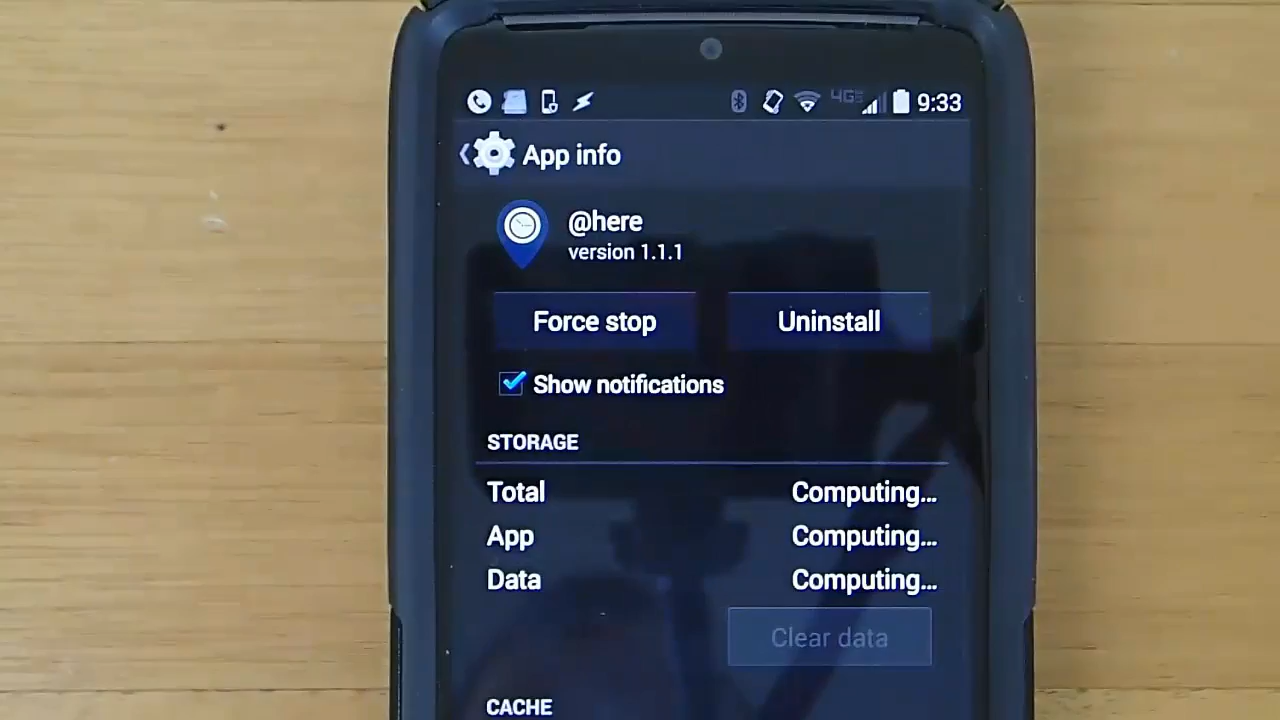 4G 9:33
App info
@here
version 1.1.1
Force stop Uninstall
Show notifications
STORAGE
Total Computing...
App Computing...
Data Computing...
Clear data
CACHE